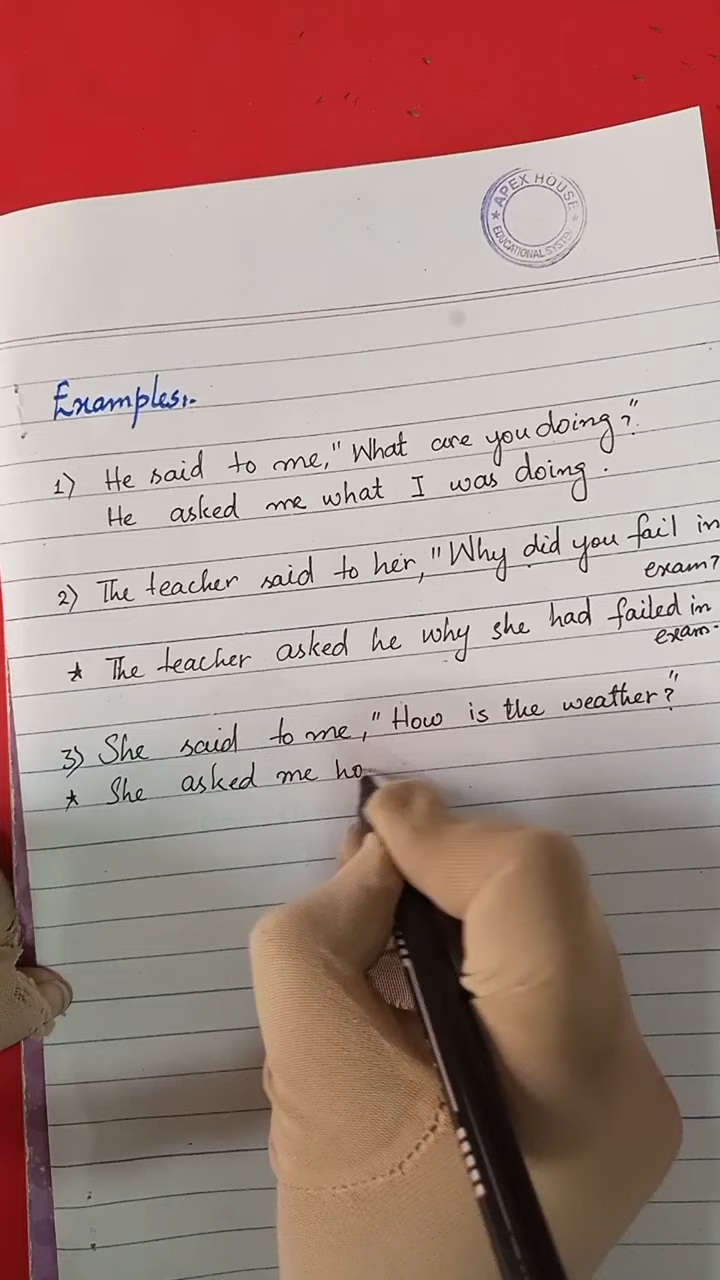 ★ APEX HOUSE ★
EDUCATIONAL SYSTEM
Examples:.
1) He said to me, "What are you doing?"
He asked me what I was doing.
2) The teacher said to her, "Why did you fail in
exam?
★ The teacher asked he why she had failed in
exam.
3) She said to me, "How is the weather?"
★ She asked me ho